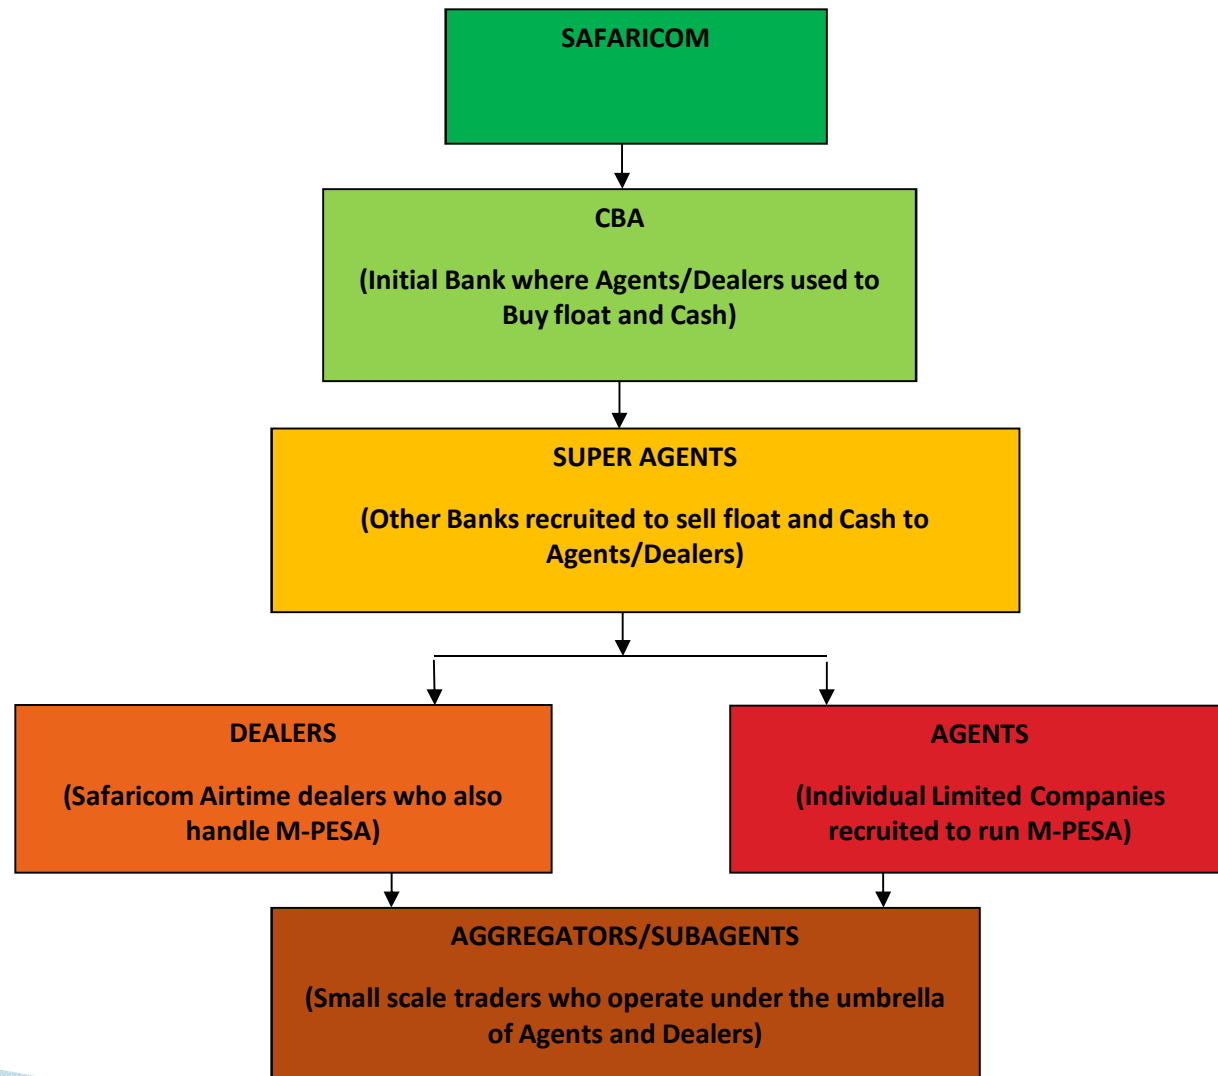 SAFARICOM
CBA
(Initial Bank where Agents/Dealers used to
Buy float and Cash)
SUPER AGENTS
(Other Banks recruited to sell float and Cash to
Agents/Dealers)
DEALERS
(Safaricom Airtime dealers who also
handle M-PESA)
AGENTS
(Individual Limited Companies
recruited to run M-PESA)
AGGREGATORS/SUBAGENTS
(Small scale traders who operate under the umbrella
of Agents and Dealers)